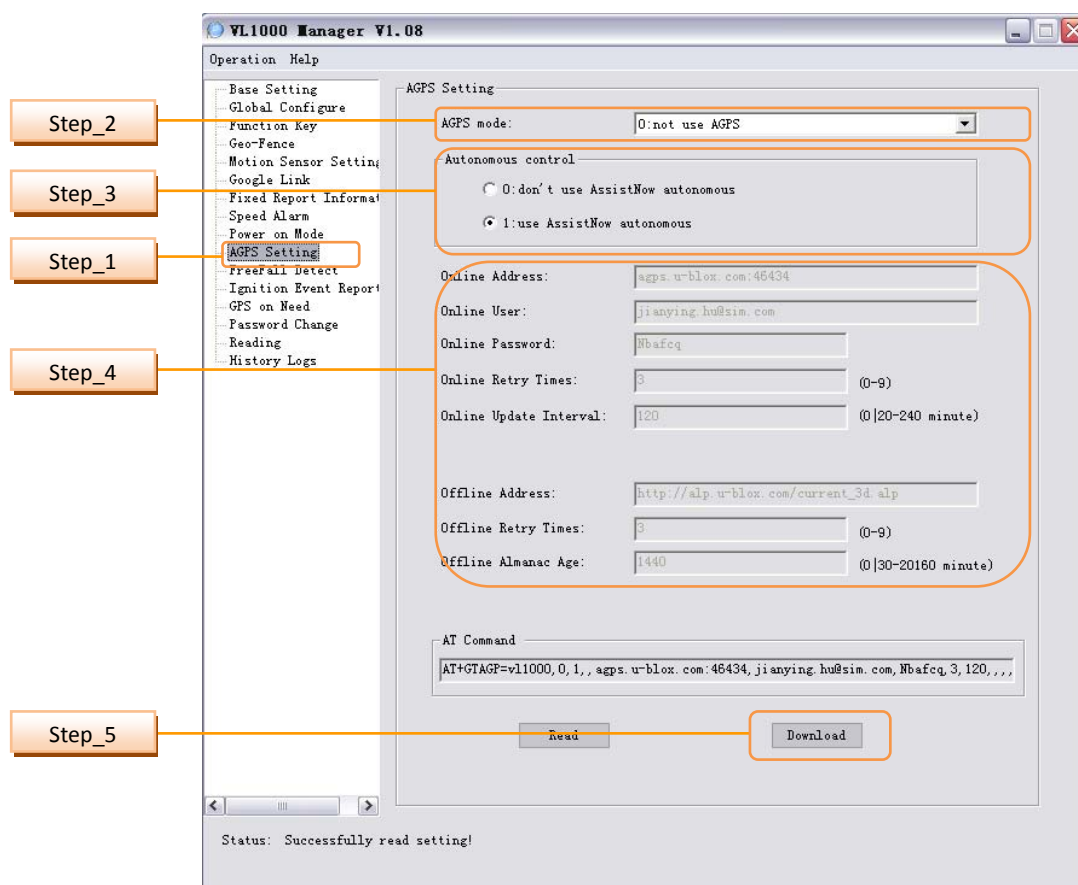 VL1000 Manager V1.08
Operation Help
Base Setting
Global Configure
Function Key
Geo-Fence
Motion Sensor Setting
Google Link
Fixed Report Informat
Speed Alarm
Power on Mode
AGPS Setting
FreeFall Detect
Ignition Event Report
GPS on Need
Password Change
Reading
History Logs
Step_2
Step_3
Step_1
Step_4
Step_5
AGPS Setting
AGPS mode: 0:not use AGPS
Autonomous control
0:don't use AssistNow autonomous
1:use AssistNow autonomous
Online Address: agps.u-blox.com:46434
Online User: jianying.hu@sim.com
Online Password: Nbafcq
Online Retry Times: 3 (0-9)
Online Update Interval: 120 (0|20-240 minute)
Offline Address: http://alp.u-blox.com/current_3d.alp
Offline Retry Times: 3 (0-9)
Offline Almanac Age: 1440 (0|30-20160 minute)
AT Command
AT+GTAGP=vl1000,0,1,,agps.u-blox.com:46434,jianying.hu@sim.com,Nbafcq,3,120,,,,
Read
Download
Status: Successfully read setting!